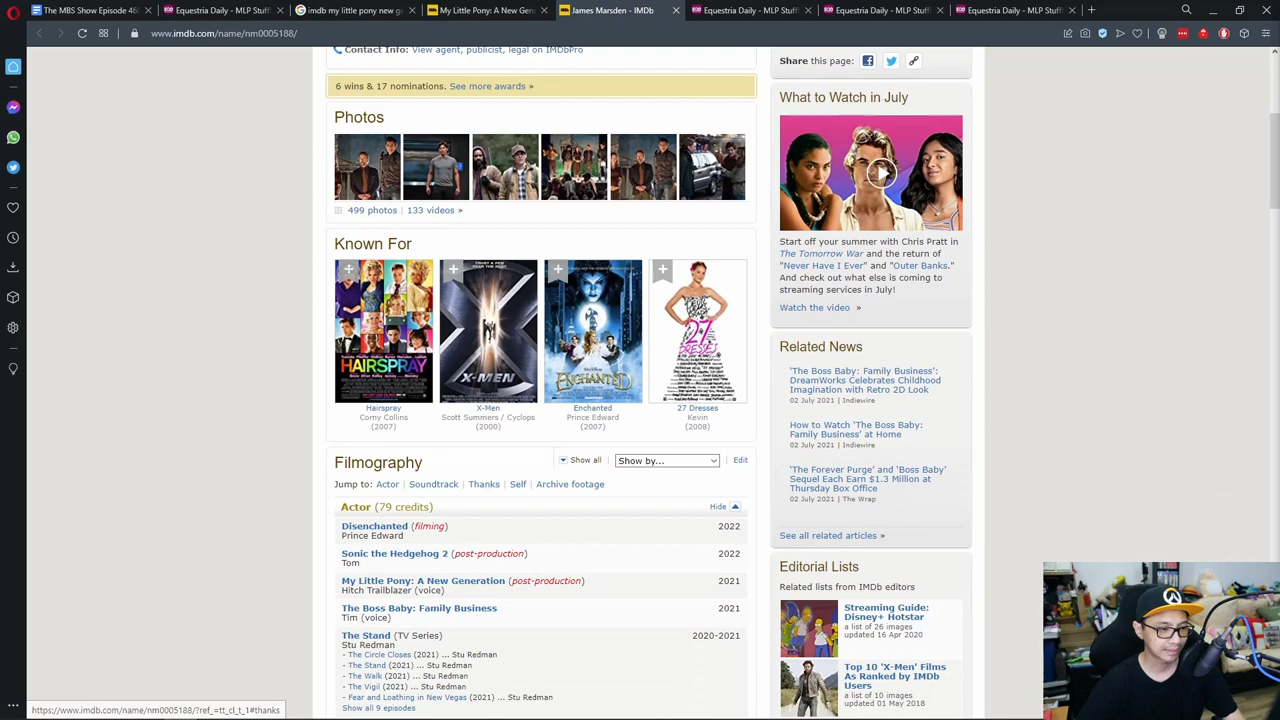 The MBS Episode 468
Equestria Daily - MLP Stuff
imdb my little pony new g
My Little Pony: A New Gen
James Marsden - IMDb
Equestria Daily - MLP Stuff
Equestria Daily - MLP Stuff
Equestria Daily - MLP Stuff
www.imdb.com/name/nm0005188/
Contact Info: View agent, publicist, legal on IMDbPro
6 wins & 17 nominations. See more awards »
Photos
499 photos | 133 videos »
Known For
Hairspray
Corny Collins
(2007)
X-Men
Scott Summers / Cyclops
(2000)
Enchanted
Prince Edward
(2007)
27 Dresses
Kevin
(2008)
HAIRSPRAY
X-MEN
ENCHANTED
27
DRESSES
Filmography
Show all | Show by... | Edit
Jump to: Actor | Soundtrack | Thanks | Self | Archive footage
Actor (79 credits) Hide
Disenchanted (filming) 2022
Prince Edward
Sonic the Hedgehog 2 (post-production) 2022
Tom
My Little Pony: A New Generation (post-production) 2021
Hitch Trailblazer (voice)
The Boss Baby: Family Business 2021
Tim (voice)
The Stand (TV Series) 2020-2021
Stu Redman
- The Circle Closes (2021) ... Stu Redman
- The Stand (2021) ... Stu Redman
- The Walk (2021) ... Stu Redman
- The Vigil (2021) ... Stu Redman
- Fear and Loathing in New Vegas (2021) ... Stu Redman
Show all 9 episodes
Share this page:
What to Watch in July
Start off your summer with Chris Pratt in
The Tomorrow War and the return of
"Never Have I Ever" and "Outer Banks."
And check out what else is coming to
streaming services in July!
Watch the video »
Related News
'The Boss Baby: Family Business':
DreamWorks Celebrates Childhood
Imagination with Retro 2D Look
02 July 2021 | Indiewire
How to Watch 'The Boss Baby:
Family Business' at Home
02 July 2021 | Indiewire
'The Forever Purge' and 'Boss Baby'
Sequel Each Earn $1.3 Million at
Thursday Box Office
02 July 2021 | The Wrap
See all related articles »
Editorial Lists
Related lists from IMDb editors
Streaming Guide:
Disney+ Hotstar
a list of 26 images
updated 16 Apr 2020
Top 10 'X-Men' Films
As Ranked by IMDb
Users
a list of 10 images
updated 01 May 2018
https://www.imdb.com/name/nm0005188/?ref_=tt_cl_t_1#thanks